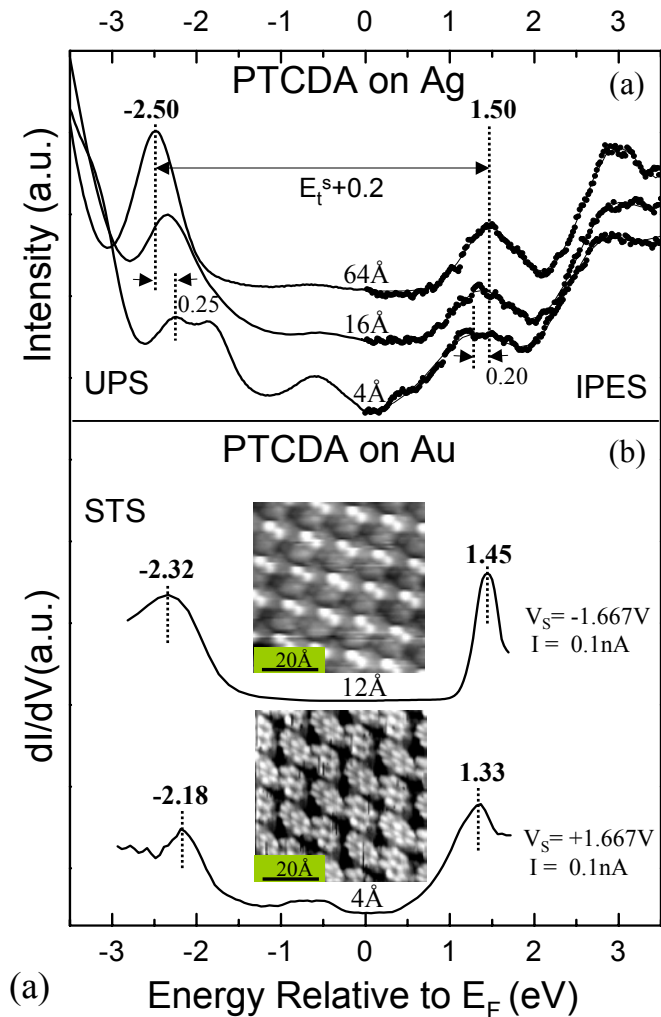 -3 -2 -1 0 1 2 3
PTCDA on Ag
(a)
-2.50
1.50
E_t^s+0.2
Intensity (a.u.)
64Å
0.25
16Å
0.20
UPS
4Å
IPES
PTCDA on Au
(b)
STS
-2.32
1.45
V_S= -1.667V
I = 0.1nA
20Å
12Å
dI/dV(a.u.)
-2.18
1.33
V_S= +1.667V
I = 0.1nA
20Å
4Å
-3 -2 -1 0 1 2 3
(a)
Energy Relative to E_F (eV)